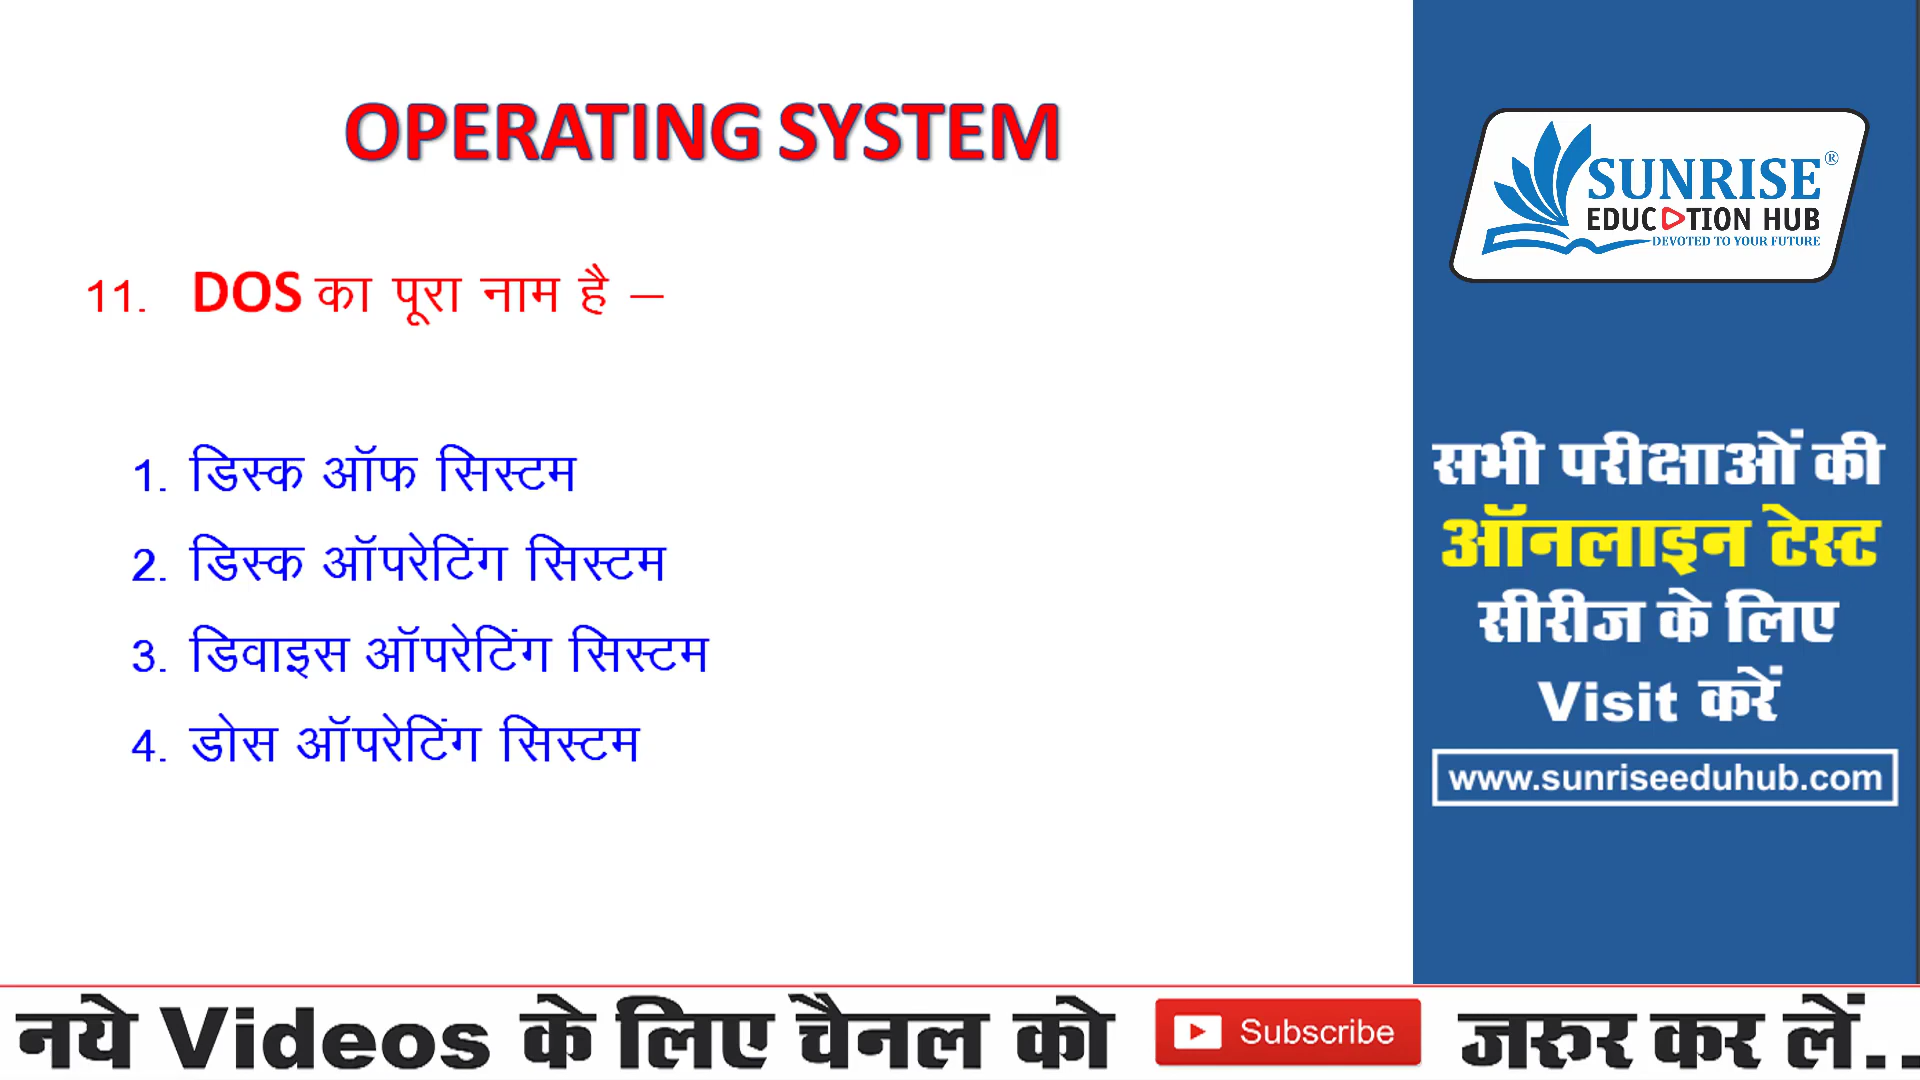 OPERATING SYSTEM
11. DOS का पूरा नाम है –
1. डिस्क ऑफ सिस्टम
2. डिस्क ऑपरेटिंग सिस्टम
3. डिवाइस ऑपरेटिंग सिस्टम
4. डोस ऑपरेटिंग सिस्टम
SUNRISE®
EDUCATION HUB
DEVOTED TO YOUR FUTURE
सभी परीक्षाओं की
ऑनलाइन टेस्ट
सीरीज के लिए
Visit करें
www.sunriseeduhub.com
नये Videos के लिए चैनल को Subscribe जरुर कर लें..